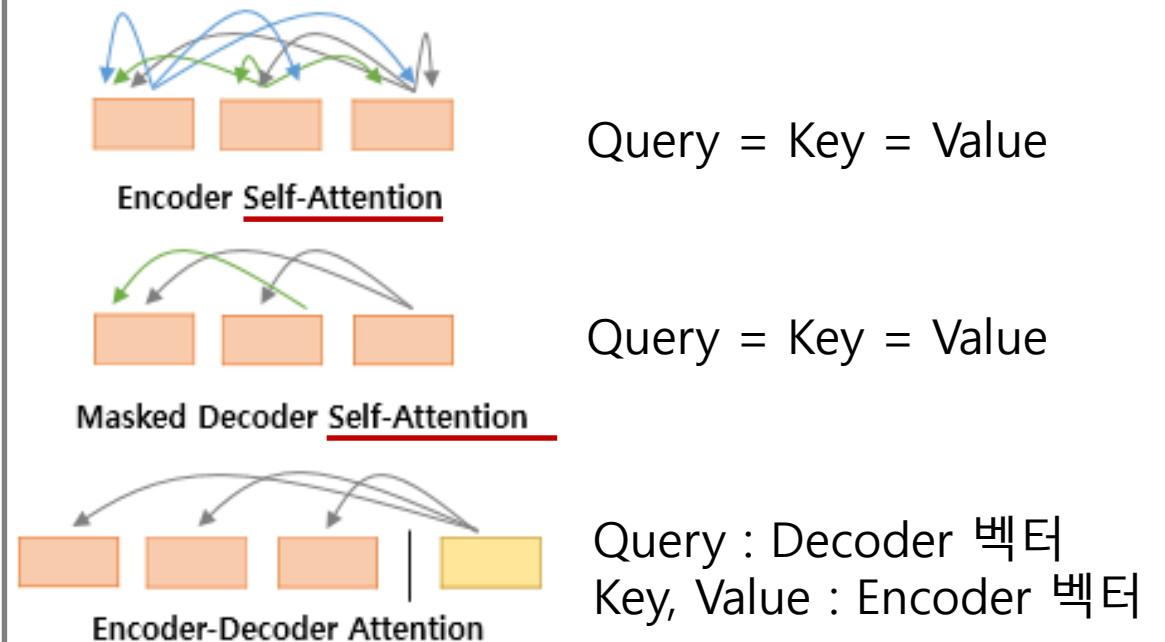 Query = Key = Value
Encoder Self-Attention
Query = Key = Value
Masked Decoder Self-Attention
Query : Decoder 벡터
Key, Value : Encoder 벡터
Encoder-Decoder Attention